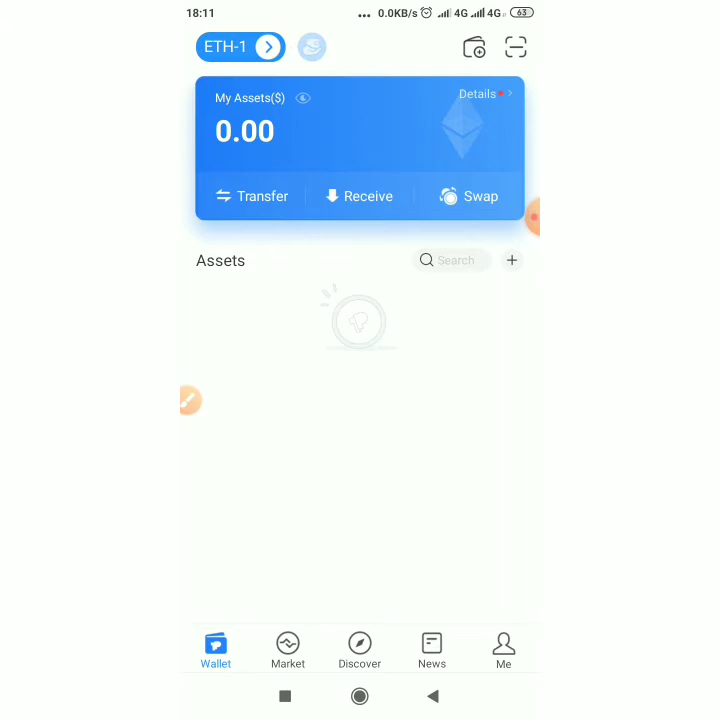 18:11 ... 0.0KB/s 4G 4G 63
ETH-1
My Assets($) Details
0.00
Transfer Receive Swap
Assets Search
Wallet Market Discover News Me